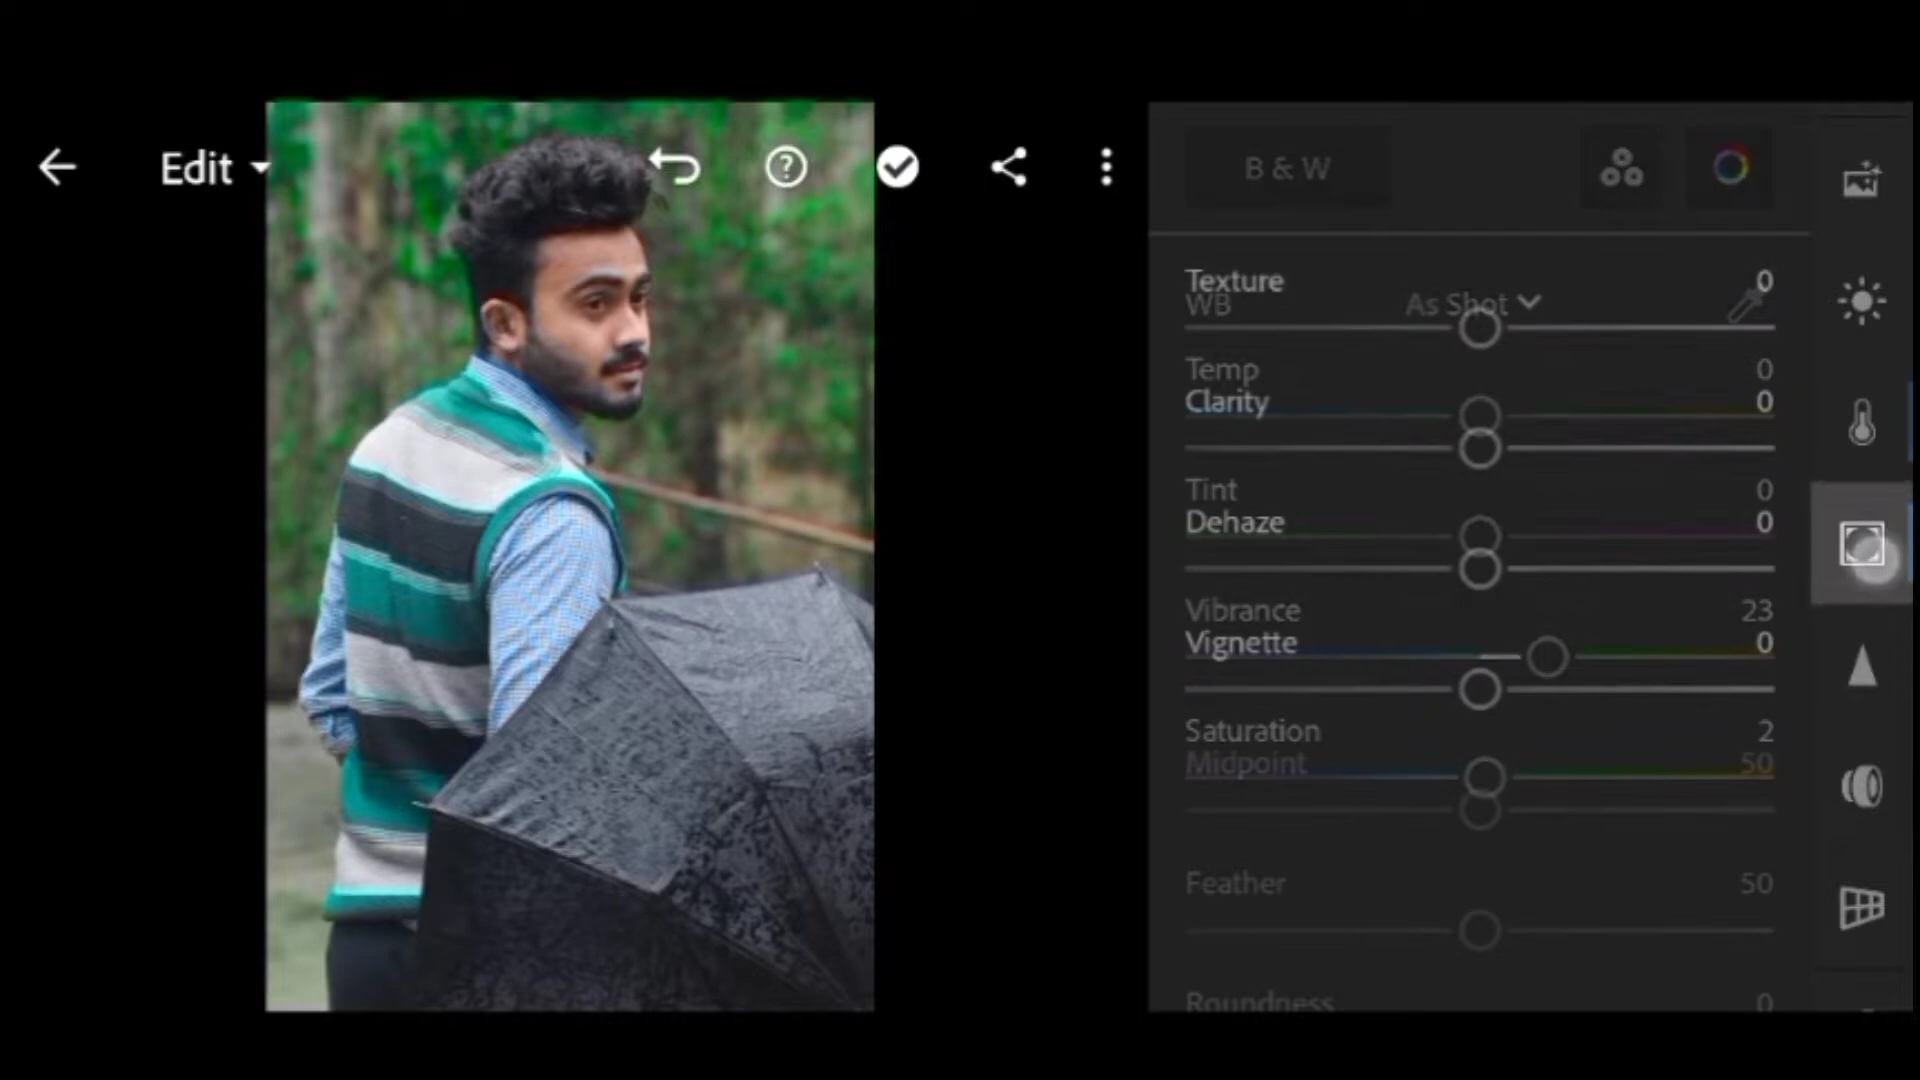 Edit
B & W
Texture 0
WB As Shot
Temp 0
Clarity 0
Tint 0
Dehaze 0
Vibrance 23
Vignette 0
Saturation 2
Midpoint 50
Feather 50
Roundness 0